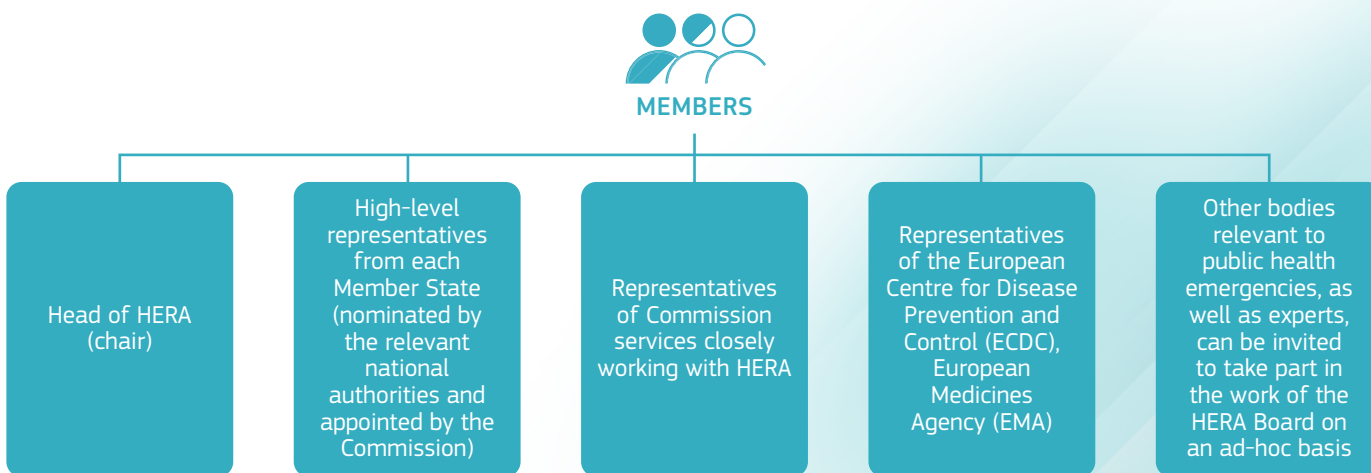 MEMBERS
Head of HERA
(chair)
High-level
representatives
from each
Member State
(nominated by
the relevant
national
authorities and
appointed by the
Commission)
Representatives
of Commission
services closely
working with HERA
Representatives
of the European
Centre for Disease
Prevention and
Control (ECDC),
European
Medicines
Agency (EMA)
Other bodies
relevant to
public health
emergencies, as
well as experts,
can be invited
to take part in
the work of the
HERA Board on
an ad-hoc basis